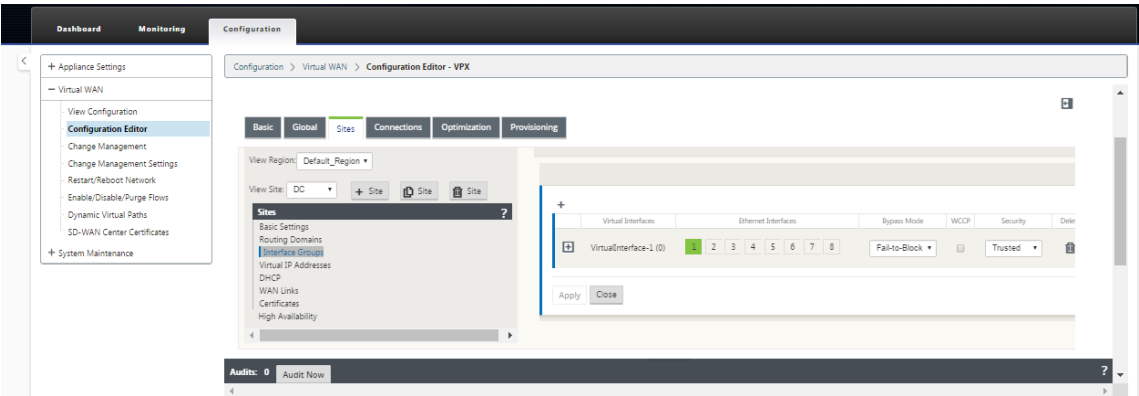 Dashboard Monitoring Configuration
+ Appliance Settings
− Virtual WAN
View Configuration
Configuration Editor
Change Management
Change Management Settings
Restart/Reboot Network
Enable/Disable/Purge Flows
Dynamic Virtual Paths
SD-WAN Center Certificates
+ System Maintenance
Configuration > Virtual WAN > Configuration Editor - VPX
Basic Global Sites Connections Optimization Provisioning
View Region: Default_Region
View Site: DC + Site Site Site
Sites ?
Basic Settings
Routing Domains
Interface Groups
Virtual IP Addresses
DHCP
WAN Links
Certificates
High Availability
+
Virtual Interfaces Ethernet Interfaces Bypass Mode WCCP Security Dele
+ VirtualInterface-1 (0) 1 2 3 4 5 6 7 8 Fail-to-Block Trusted
Apply Close
Audits: 0 Audit Now ?